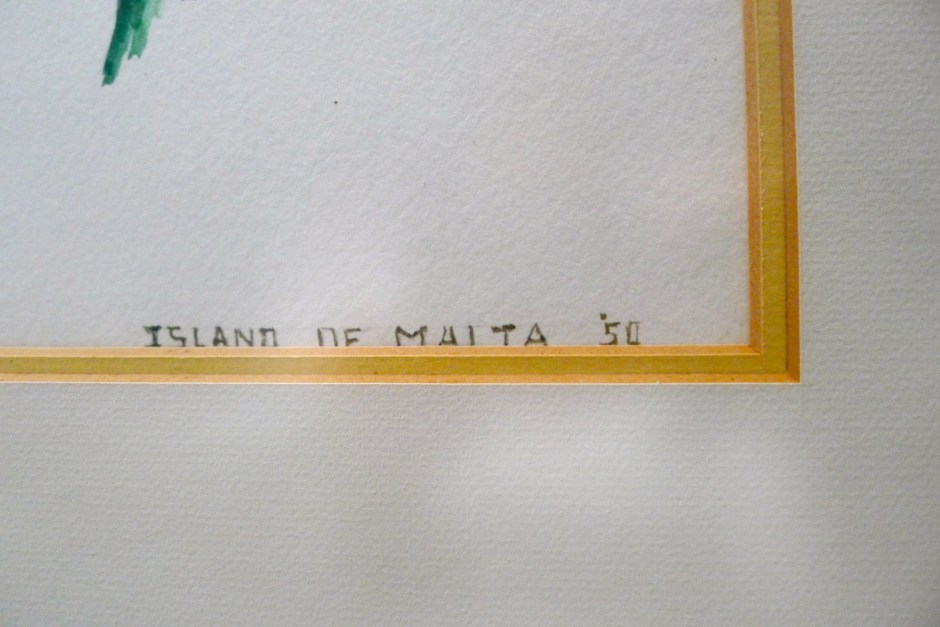 ISLAND OF MALTA '50